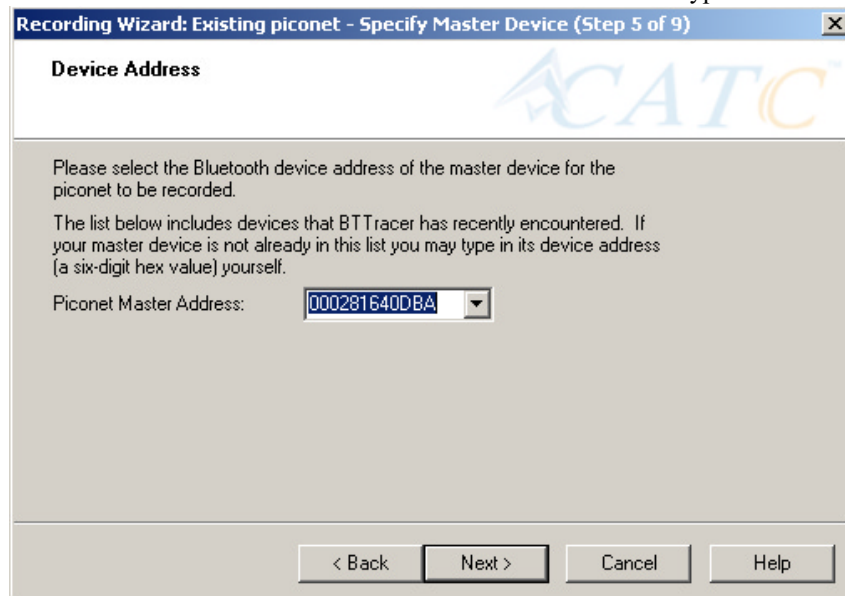 Recording Wizard: Existing piconet - Specify Master Device (Step 5 of 9)
Device Address
CATC
Please select the Bluetooth device address of the master device for the
piconet to be recorded.
The list below includes devices that BTTracer has recently encountered. If
your master device is not already in this list you may type in its device address
(a six-digit hex value) yourself.
Piconet Master Address:
000281640DBA
< Back
Next >
Cancel
Help